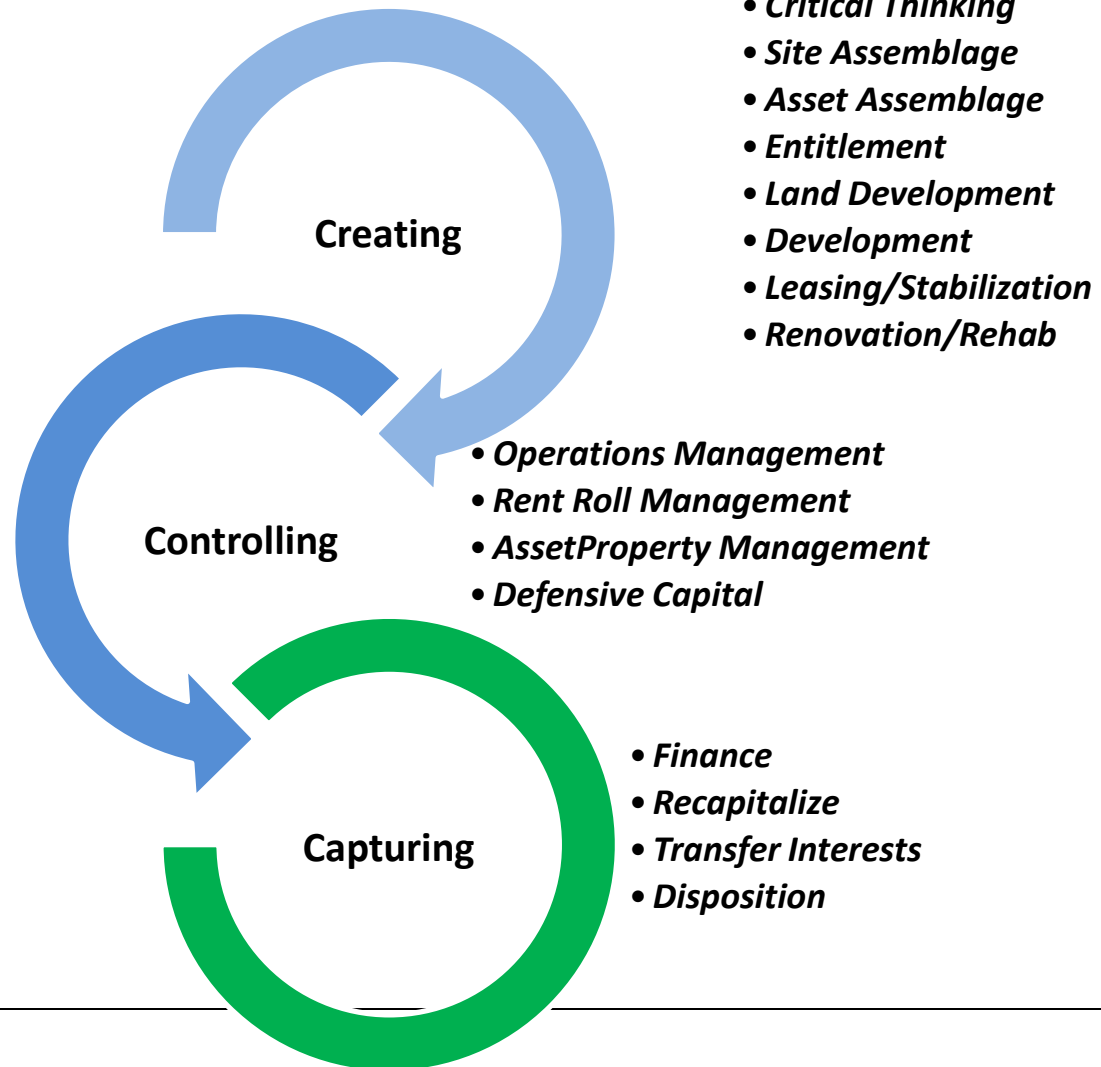 • Critical Thinking
• Site Assemblage
• Asset Assemblage
• Entitlement
• Land Development
• Development
• Leasing/Stabilization
• Renovation/Rehab
Creating
• Operations Management
• Rent Roll Management
• AssetProperty Management
• Defensive Capital
Controlling
• Finance
• Recapitalize
• Transfer Interests
• Disposition
Capturing